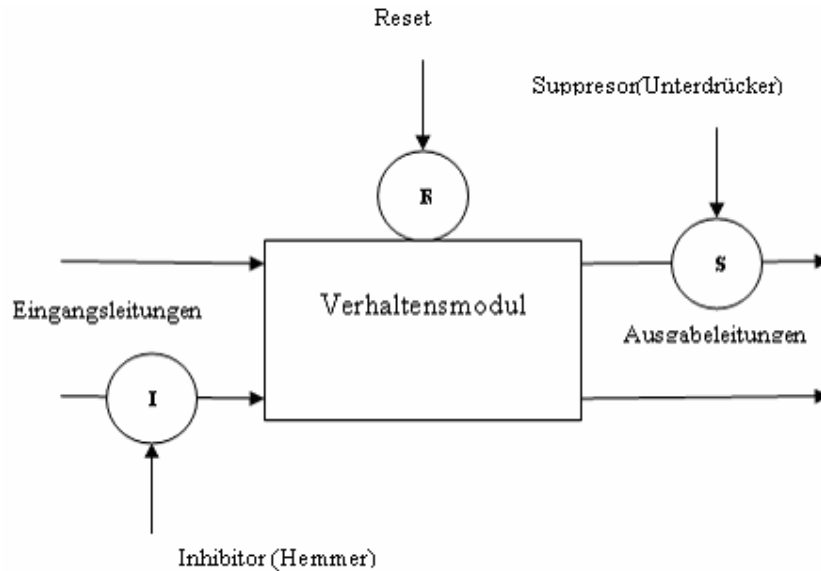 Reset
Suppresor(Unterdrücker)
R
S
Verhaltensmodul
Eingangsleitungen
Ausgabeleitungen
I
Inhibitor (Hemmer)